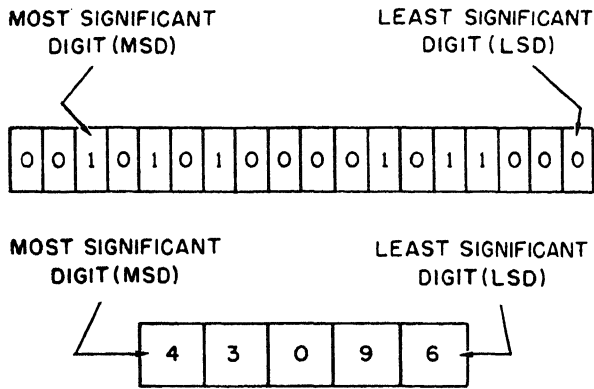 MOST SIGNIFICANT
DIGIT (MSD)
LEAST SIGNIFICANT
DIGIT (LSD)
0 0 1 0 1 0 1 0 0 0 0 1 0 1 1 0 0 0
MOST SIGNIFICANT
DIGIT (MSD)
LEAST SIGNIFICANT
DIGIT (LSD)
4 3 0 9 6